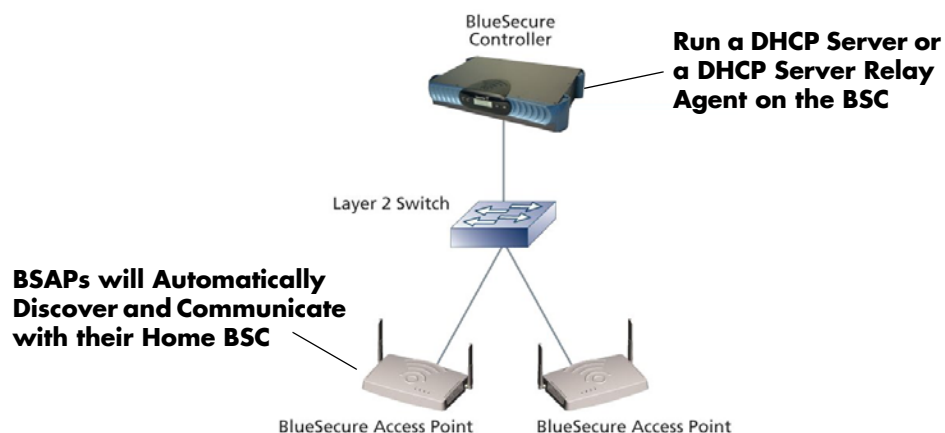 BlueSecure
Controller
Run a DHCP Server or
a DHCP Server Relay
Agent on the BSC
Layer 2 Switch
BSAPs will Automatically
Discover and Communicate
with their Home BSC
BlueSecure Access Point
BlueSecure Access Point